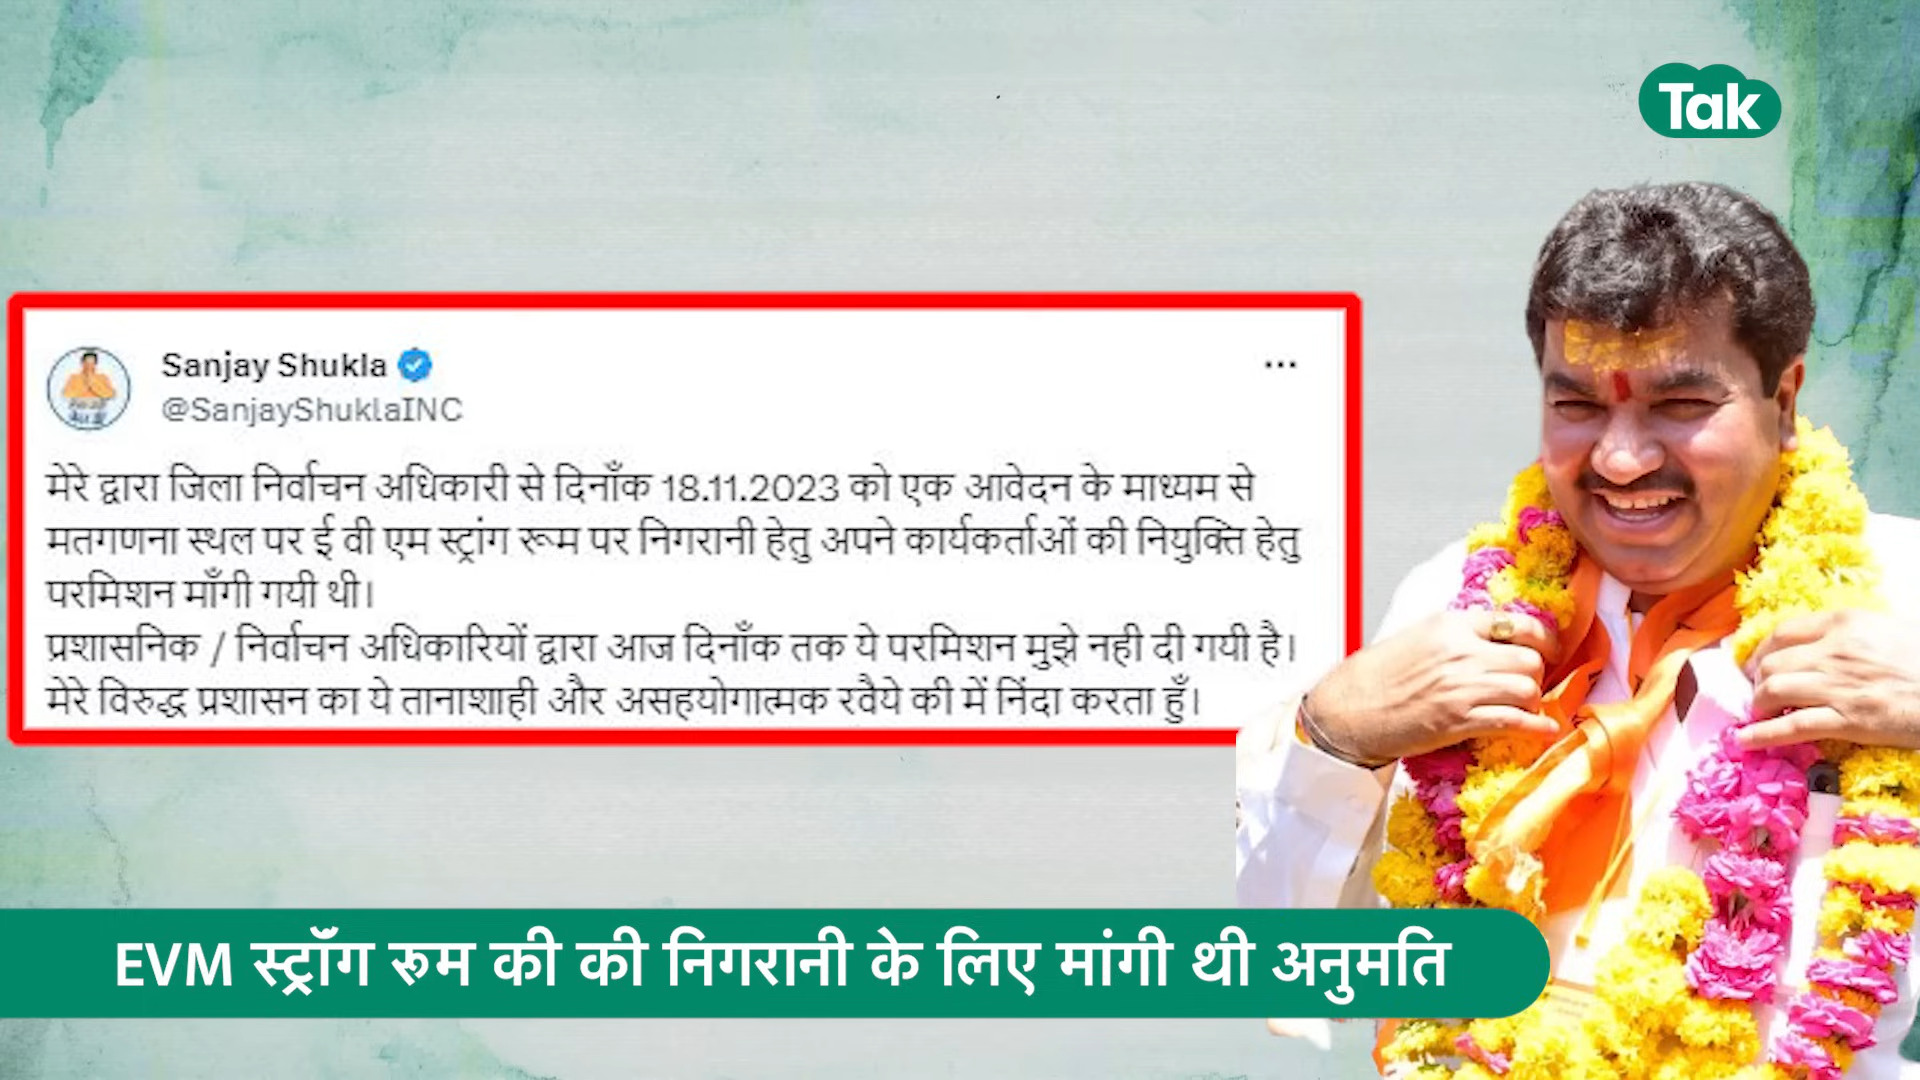 Tak
Sanjay Shukla
@SanjayShuklaINC
मेरे द्वारा जिला निर्वाचन अधिकारी से दिनाँक 18.11.2023 को एक आवेदन के माध्यम से
मतगणना स्थल पर ई वी एम स्ट्रांग रूम पर निगरानी हेतु अपने कार्यकर्ताओं की नियुक्ति हेतु
परमिशन माँगी गयी थी।
प्रशासनिक / निर्वाचन अधिकारियों द्वारा आज दिनाँक तक ये परमिशन मुझे नही दी गयी है।
मेरे विरुद्ध प्रशासन का ये तानाशाही और असहयोगात्मक रवैये की में निंदा करता हुँ।
EVM स्ट्रॉंग रूम की की निगरानी के लिए मांगी थी अनुमति